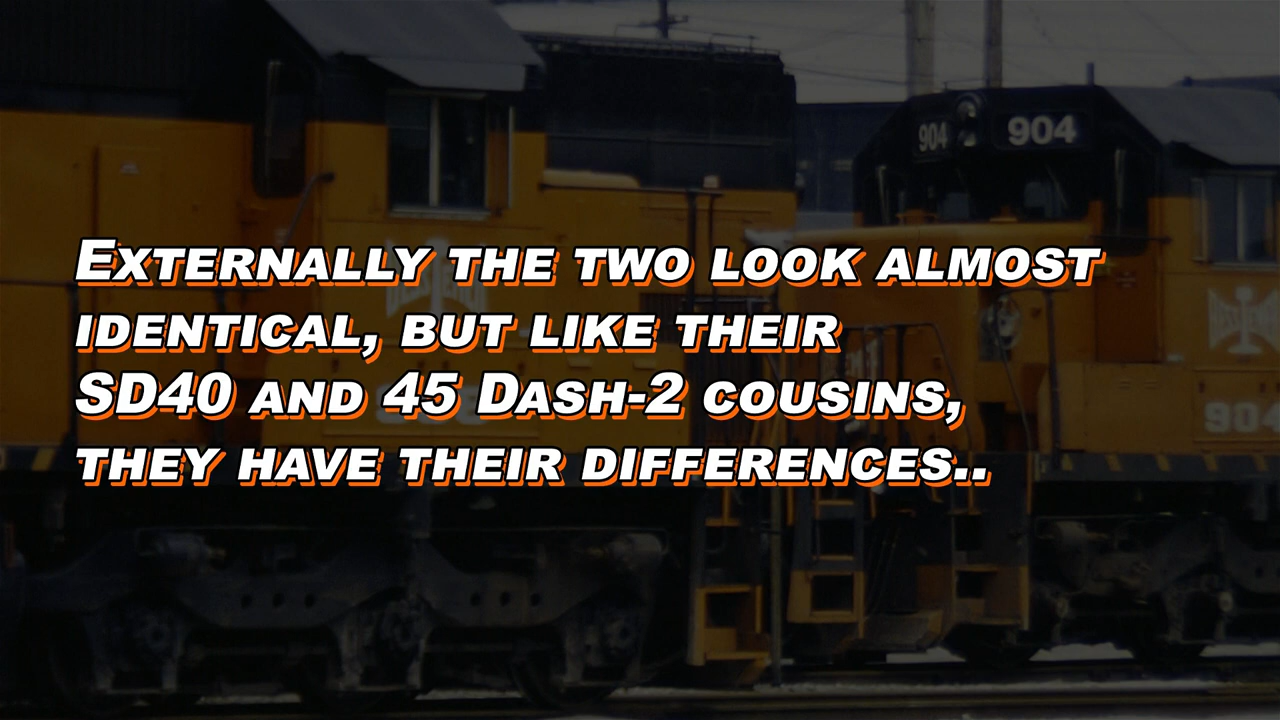 904 904
Externally the two look almost
identical, but like their
SD40 and 45 Dash-2 cousins,
they have their differences..
904